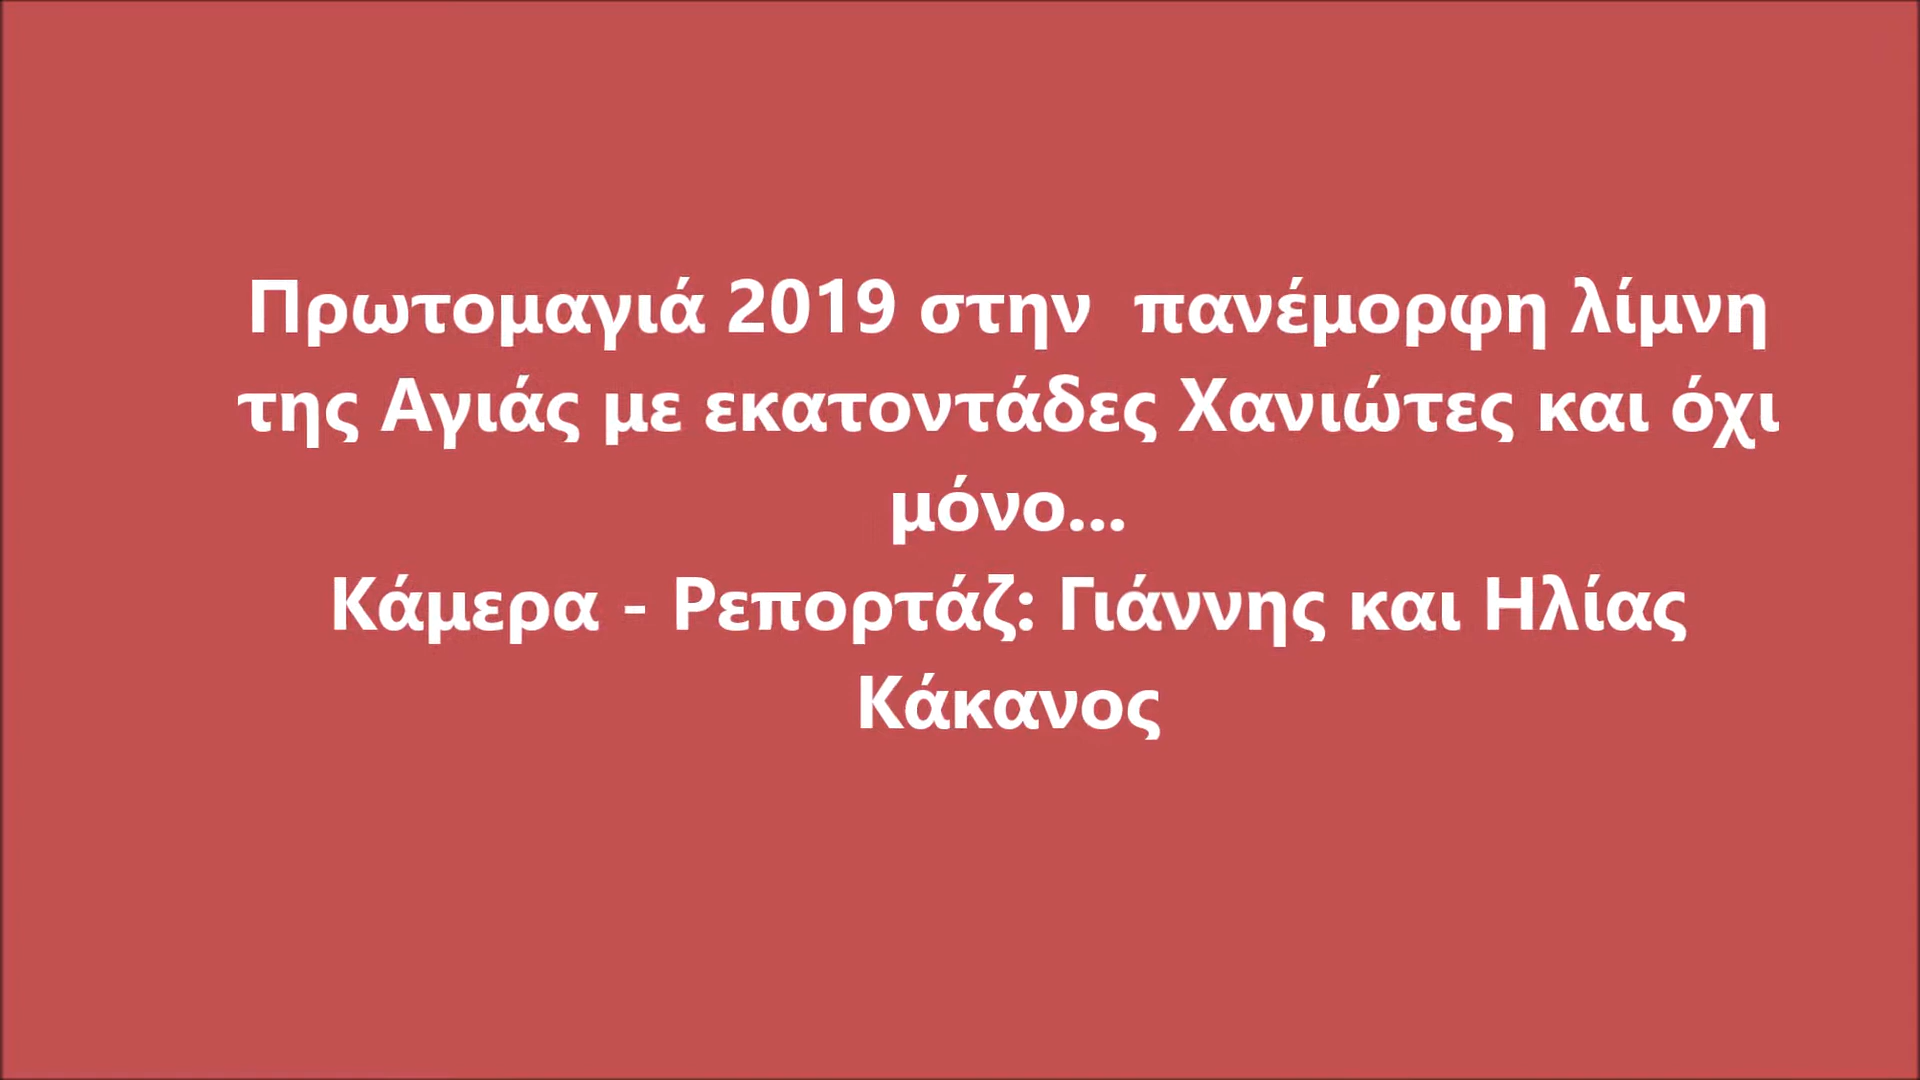 Πρωτομαγιά 2019 στην  πανέμορφη λίμνη
της Αγιάς με εκατοντάδες Χανιώτες και όχι
μόνο...
Κάμερα - Ρεπορτάζ: Γιάννης και Ηλίας
Κάκανος